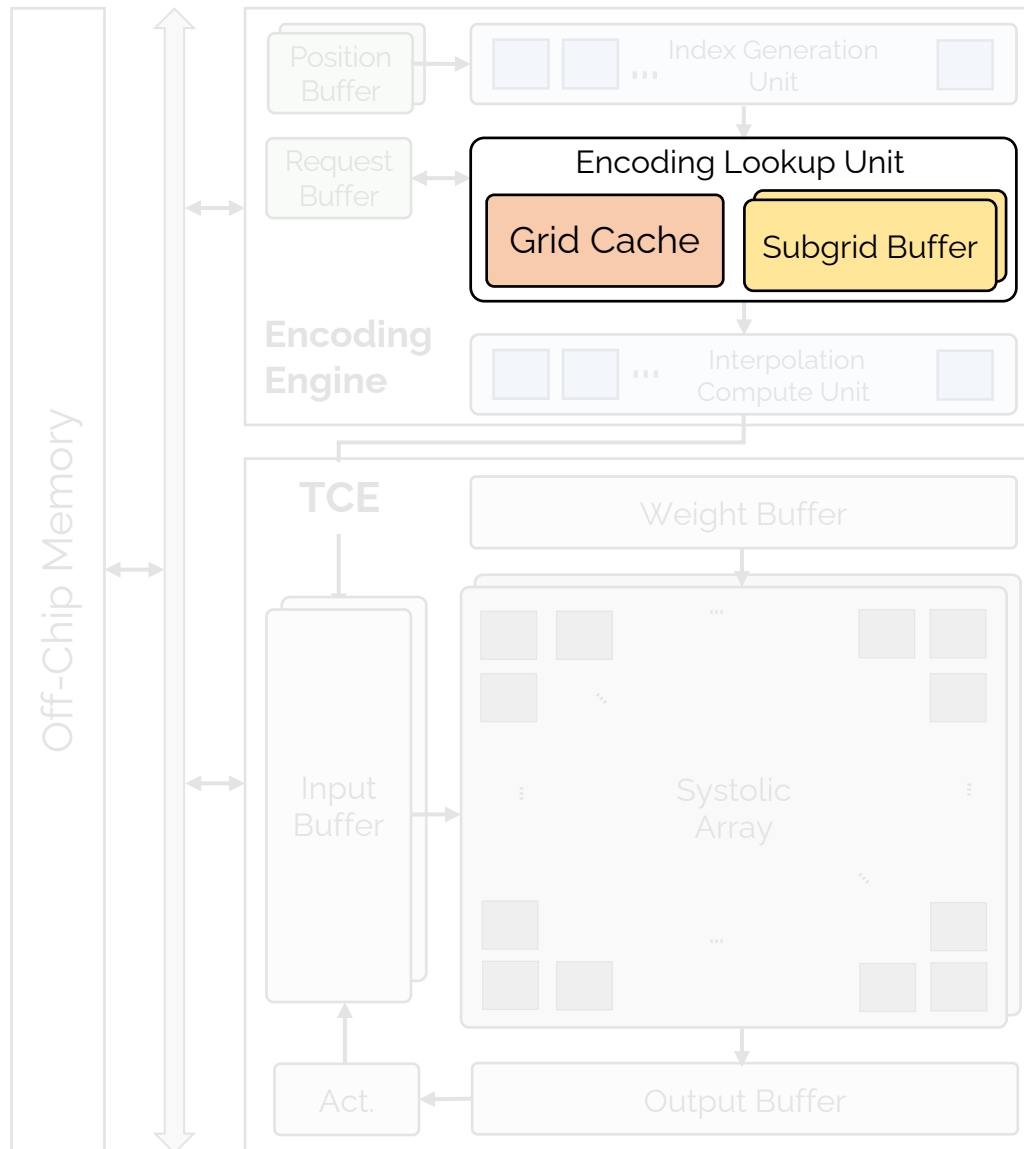 Position
Buffer
Index Generation
Unit
...
Request
Buffer
Encoding Lookup Unit
Grid Cache
Subgrid Buffer
Encoding
Engine
...
Interpolation
Compute Unit
Off-Chip Memory
TCE
Weight Buffer
...
...
Input
Buffer
...
Systolic
Array
...
...
...
Act.
Output Buffer